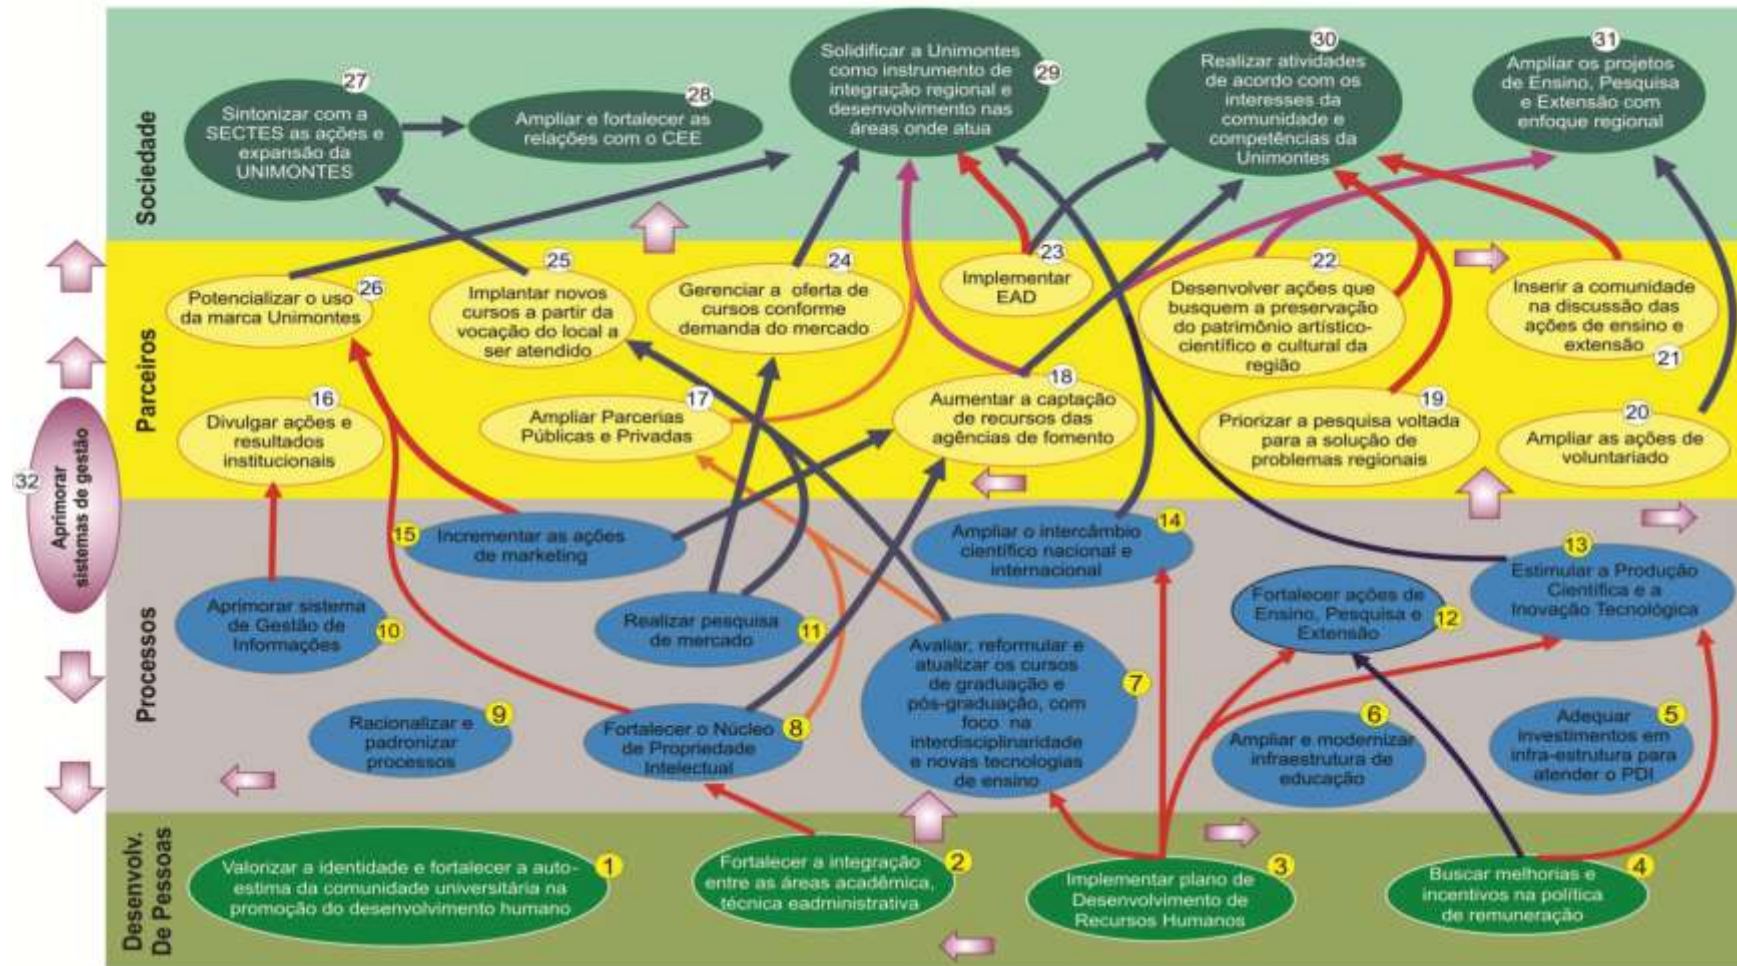 Sociedade
27
Sintonizar com a
SECTES as ações e
expansão da
UNIMONTES
28
Ampliar e fortalecer as
relações com o CEE
Solidificar a Unimontes
como instrumento de
integração regional e
desenvolvimento nas
áreas onde atua
29
30
Realizar atividades
de acordo com os
interesses da
comunidade e
competências da
Unimontes
31
Ampliar os projetos
de Ensino, Pesquisa
e Extensão com
enfoque regional
Parceiros
Potencializar o uso
da marca Unimontes
26
25
Implantar novos
cursos a partir da
vocação do local a
ser atendido
24
Gerenciar a oferta de
cursos conforme
demanda do mercado
23
Implementar
EAD
22
Desenvolver ações que
busquem a preservação
do patrimônio artístico-
científico e cultural da
região
Inserir a comunidade
na discussão das
ações de ensino e
extensão
21
16
Divulgar ações e
resultados
institucionais
17
Ampliar Parcerias
Públicas e Privadas
18
Aumentar a captação
de recursos das
agências de fomento
19
Priorizar a pesquisa voltada
para a solução de
problemas regionais
20
Ampliar as ações de
voluntariado
32
Aprimorar
sistemas de gestão
Processos
15
Incrementar as ações
de marketing
14
Ampliar o intercâmbio
científico nacional e
internacional
13
Estimular a Produção
Científica e a
Inovação Tecnológica
Aprimorar sistema
de Gestão de
Informações
10
Realizar pesquisa
de mercado
11
Fortalecer ações de
Ensino, Pesquisa e
Extensão
12
Avaliar, reformular e
atualizar os cursos
de graduação e
pós-graduação, com
foco na
interdisciplinaridade
e novas tecnologias
de ensino
7
9
Racionalizar e
padronizar
processos
8
Fortalecer o Núcleo
de Propriedade
Intelectual
6
Ampliar e modernizar
infraestrutura de
educação
5
Adequar
investimentos em
infra-estrutura para
atender o PDI
Desenvolv.
De Pessoas
Valorizar a identidade e fortalecer a auto-
estima da comunidade universitária na
promoção do desenvolvimento humano
1
Fortalecer a integração
entre as áreas acadêmica,
técnica eadministrativa
2
Implementar plano de
Desenvolvimento de
Recursos Humanos
3
Buscar melhorias e
incentivos na política
de remuneração
4